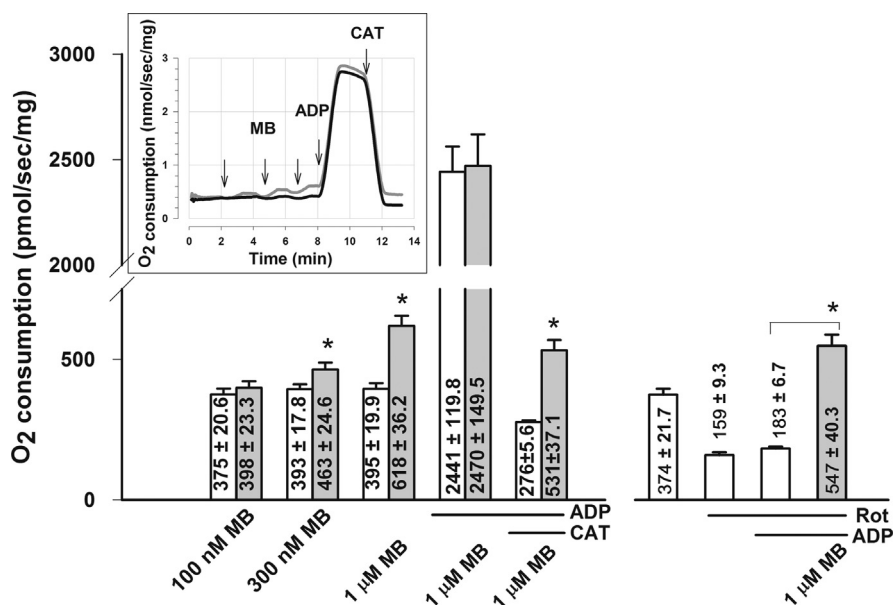 O2 consumption (pmol/sec/mg)
3000
2500
2000
500
0
O2 consumption (nmol/sec/mg)
3
2
1
0
0 2 4 6 8 10 12 14
Time (min)
MB
ADP
CAT
375 ± 20.6
398 ± 23.3
393 ± 17.8
*
463 ± 24.6
395 ± 19.9
*
618 ± 36.2
2441 ± 119.8
2470 ± 149.5
276±5.6
*
531±37.1
374 ± 21.7
159 ± 9.3
183 ± 6.7
*
547 ± 40.3
100 nM MB
300 nM MB
1 μM MB
1 μM MB
1 μM MB
ADP
CAT
Rot
ADP
1 μM MB